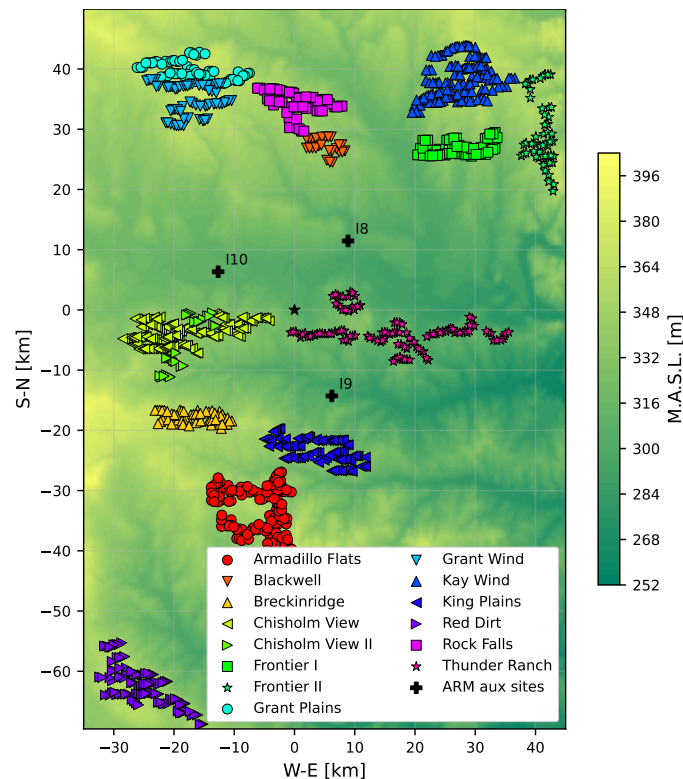 40
30
20
10
0
−10
−20
−30
−40
−50
−60
S-N [km]
I8
I10
I9
Armadillo Flats
Blackwell
Breckinridge
Chisholm View
Chisholm View II
Frontier I
Frontier II
Grant Plains
Grant Wind
Kay Wind
King Plains
Red Dirt
Rock Falls
Thunder Ranch
ARM aux sites
−30
−20
−10
0
10
20
30
40
W-E [km]
396
364
348
332
316
300
284
268
252
M.A.S.L. [m]